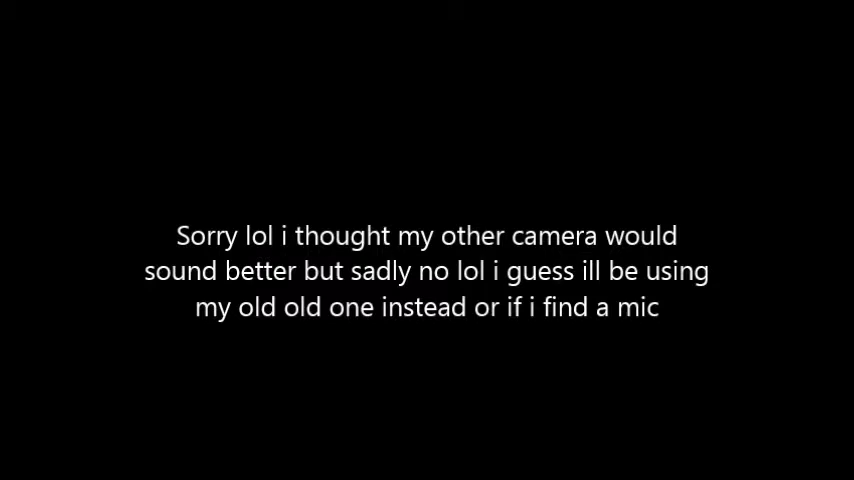 Sorry lol i thought my other camera would
sound better but sadly no lol i guess ill be using
my old old one instead or if i find a mic